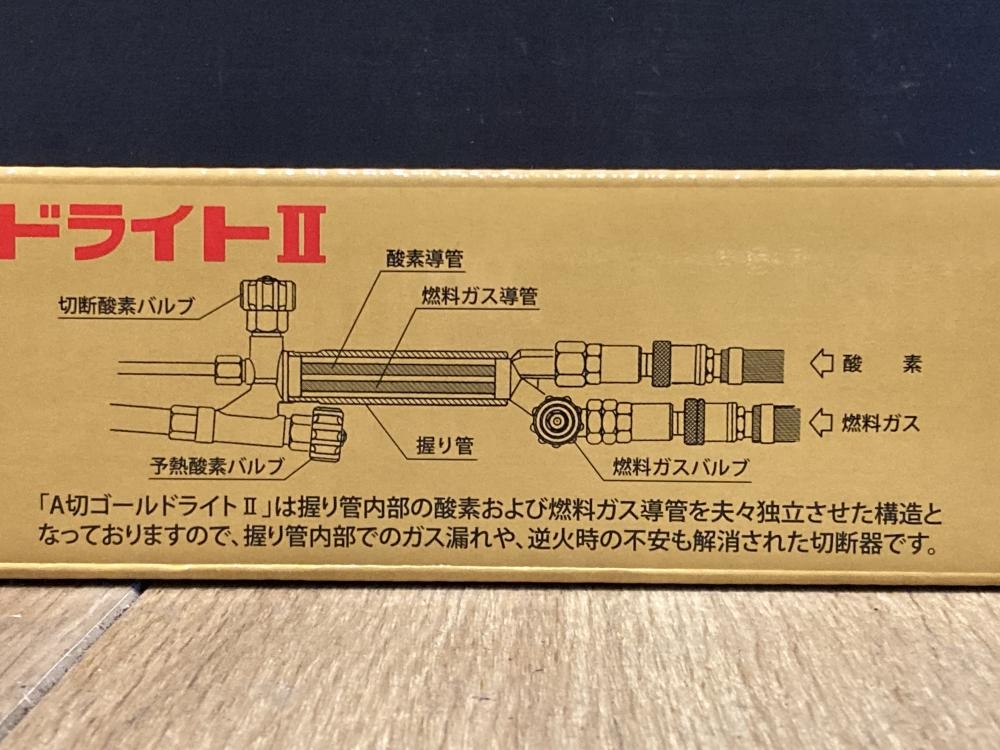 ドライトⅡ
酸素導管
燃料ガス導管
切断酸素バルブ
酸 素
燃料ガス
握り管
予熱酸素バルブ
燃料ガスバルブ
「A切ゴールドライトⅡ」は握り管内部の酸素および燃料ガス導管を夫々独立させた構造と
なっておりますので、握り管内部でのガス漏れや、逆火時の不安も解消された切断器です。